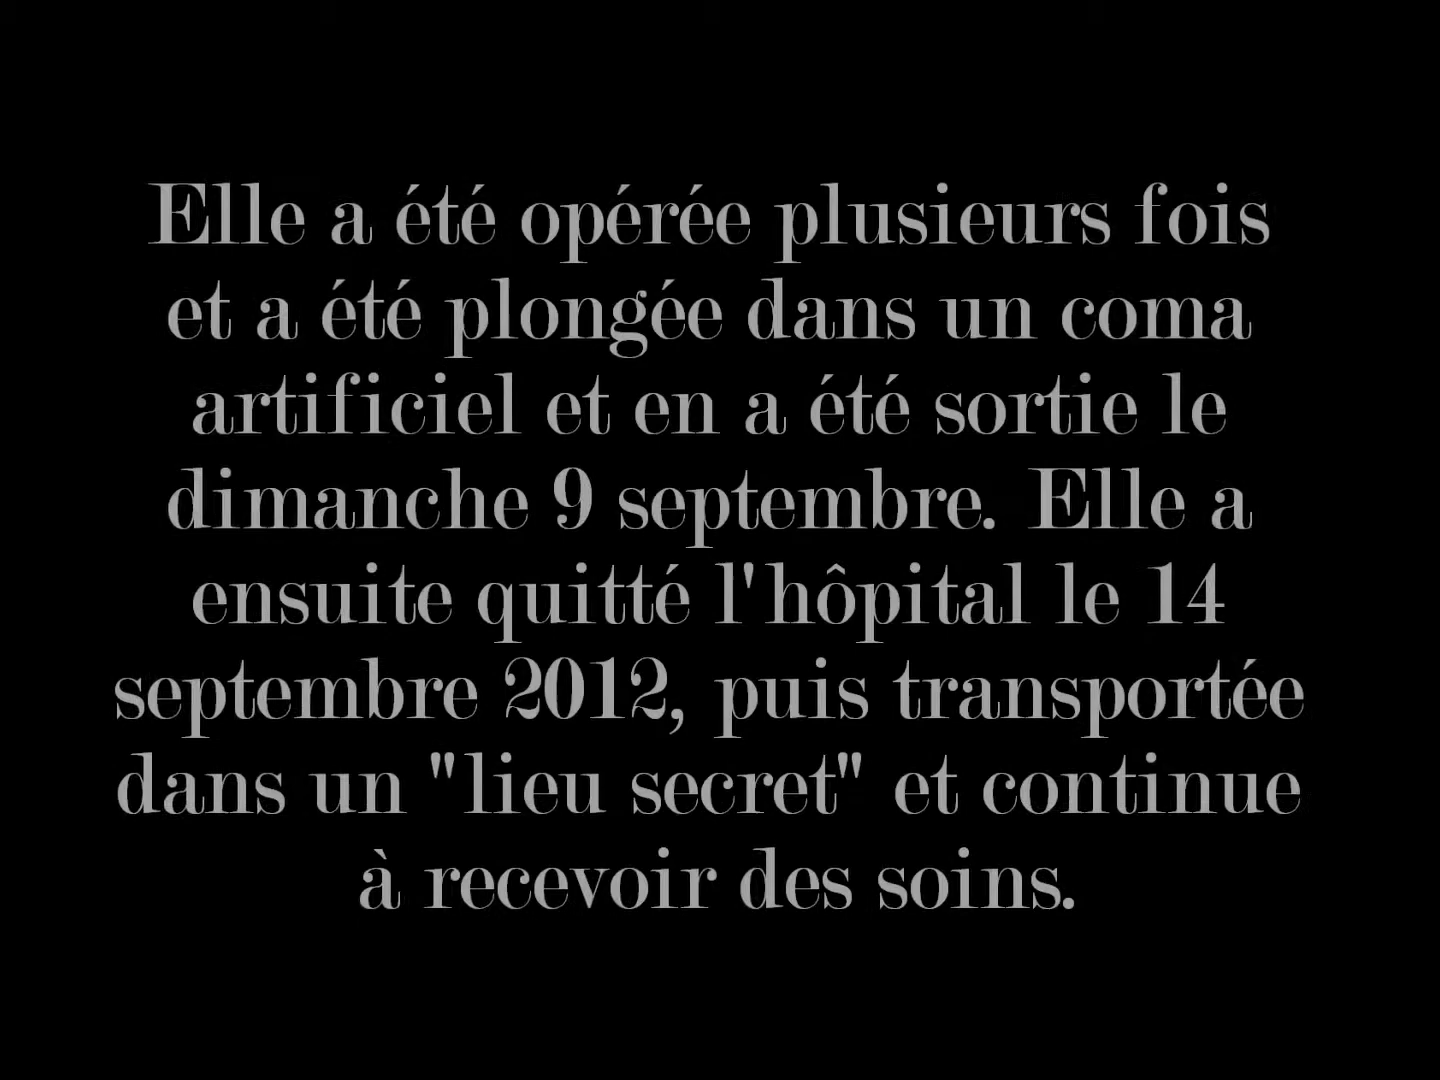 Elle a été opérée plusieurs fois
et a été plongée dans un coma
artificiel et en a été sortie le
dimanche 9 septembre. Elle a
ensuite quitté l'hôpital le 14
septembre 2012, puis transportée
dans un "lieu secret" et continue
à recevoir des soins.